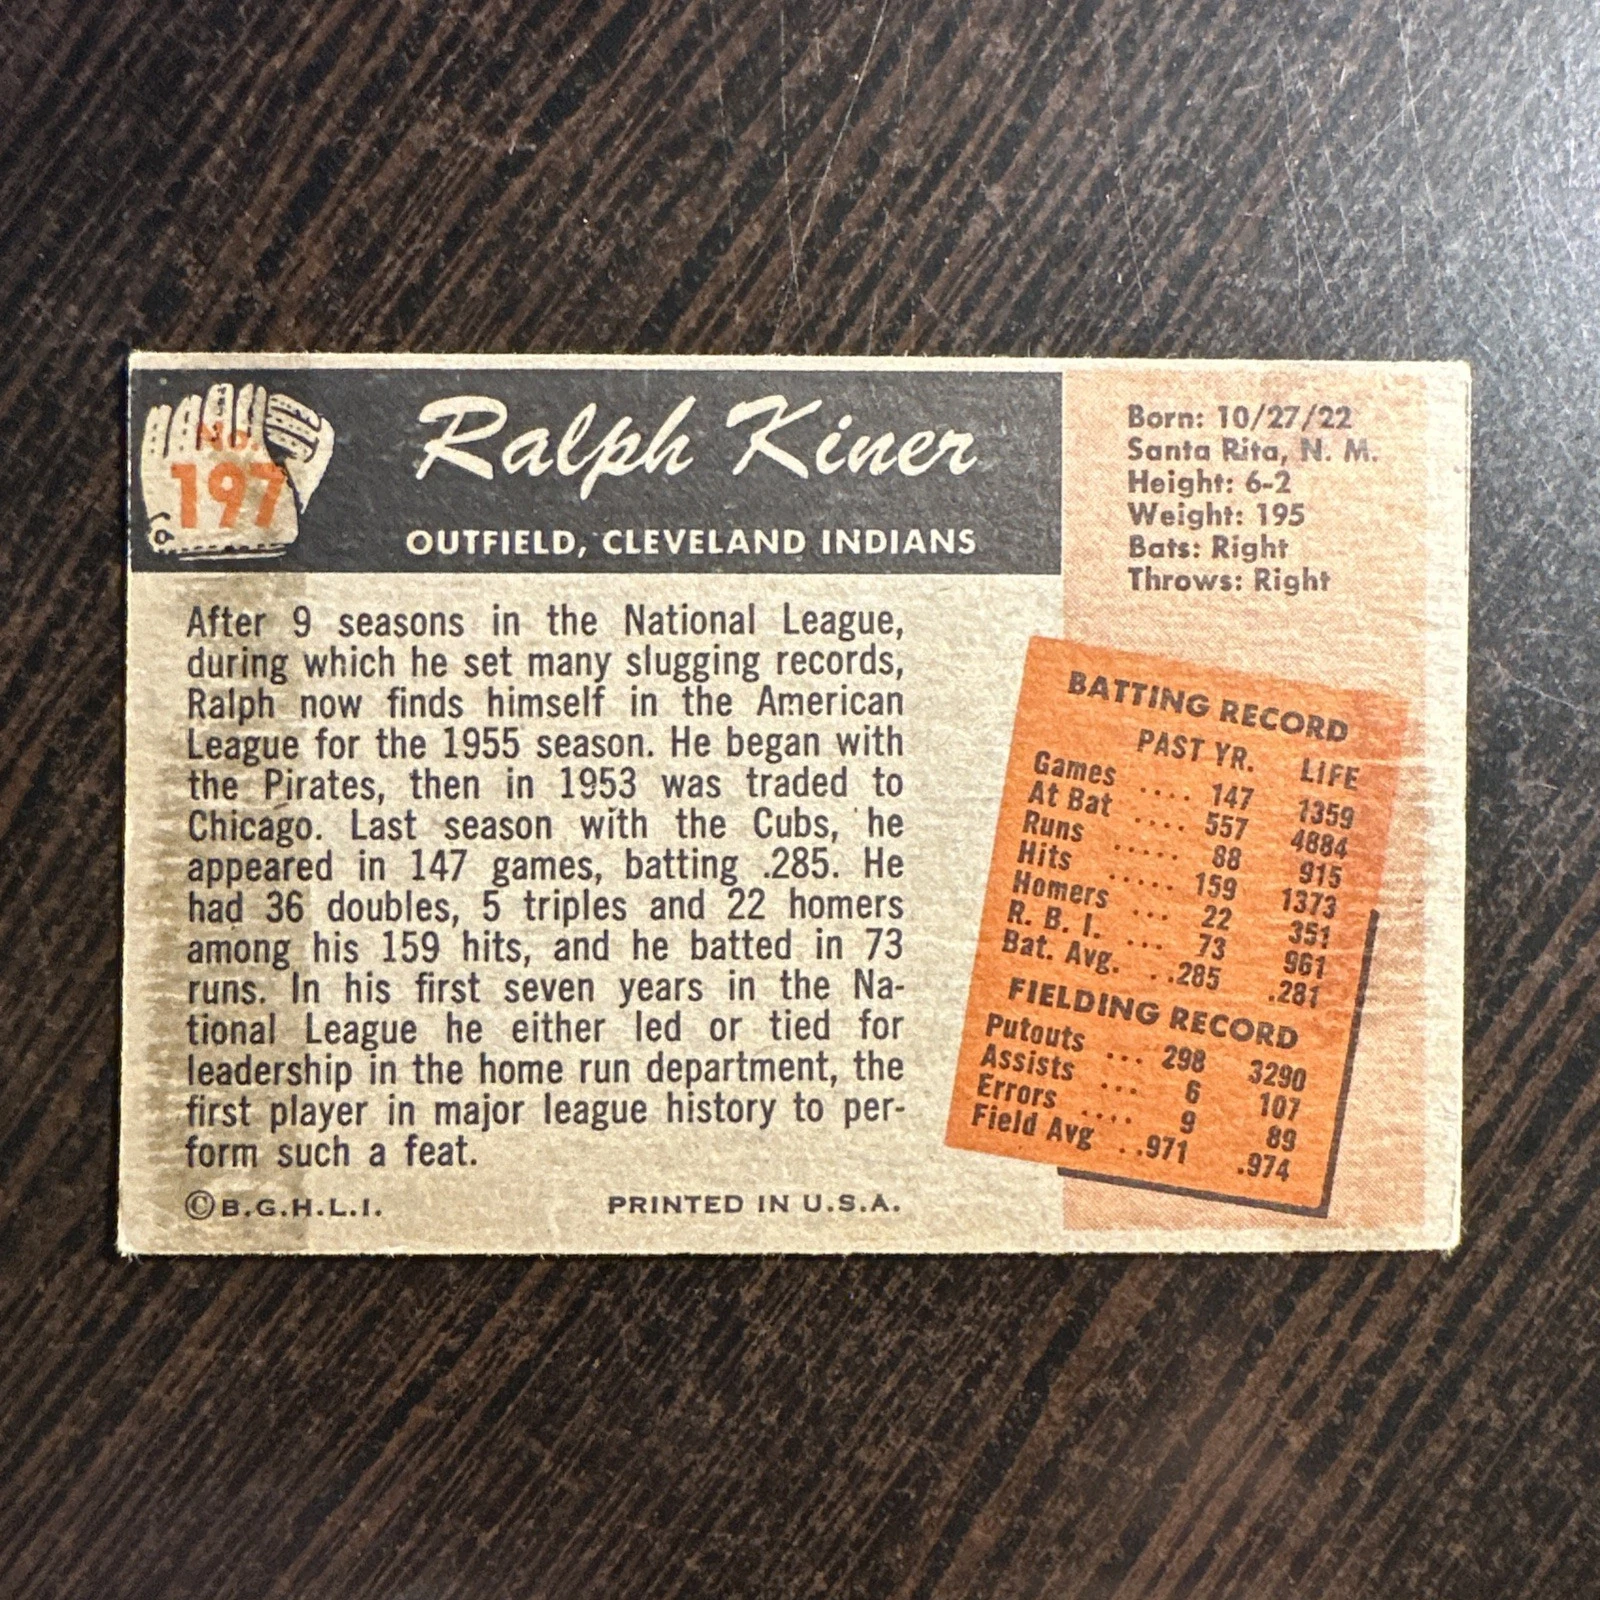 No.
197
Ralph Kiner
OUTFIELD, CLEVELAND INDIANS
After 9 seasons in the National League,
during which he set many slugging records,
Ralph now finds himself in the American
League for the 1955 season. He began with
the Pirates, then in 1953 was traded to
Chicago. Last season with the Cubs, he
appeared in 147 games, batting .285. He
had 36 doubles, 5 triples and 22 homers
among his 159 hits, and he batted in 73
runs. In his first seven years in the Na-
tional League he either led or tied for
leadership in the home run department, the
first player in major league history to per-
form such a feat.
©B.G.H.L.I.
PRINTED IN U.S.A.
Born: 10/27/22
Santa Rita, N. M.
Height: 6-2
Weight: 195
Bats: Right
Throws: Right
BATTING RECORD
PAST YR. LIFE
Games .... 147 1359
At Bat .... 557 4884
Runs ..... 88 915
Hits ..... 159 1373
Homers ... 22 351
R. B. I. ... 73 961
Bat. Avg. . .285 .281
FIELDING RECORD
Putouts ... 298 3290
Assists ... 6 107
Errors .... 9 89
Field Avg . .971 .974